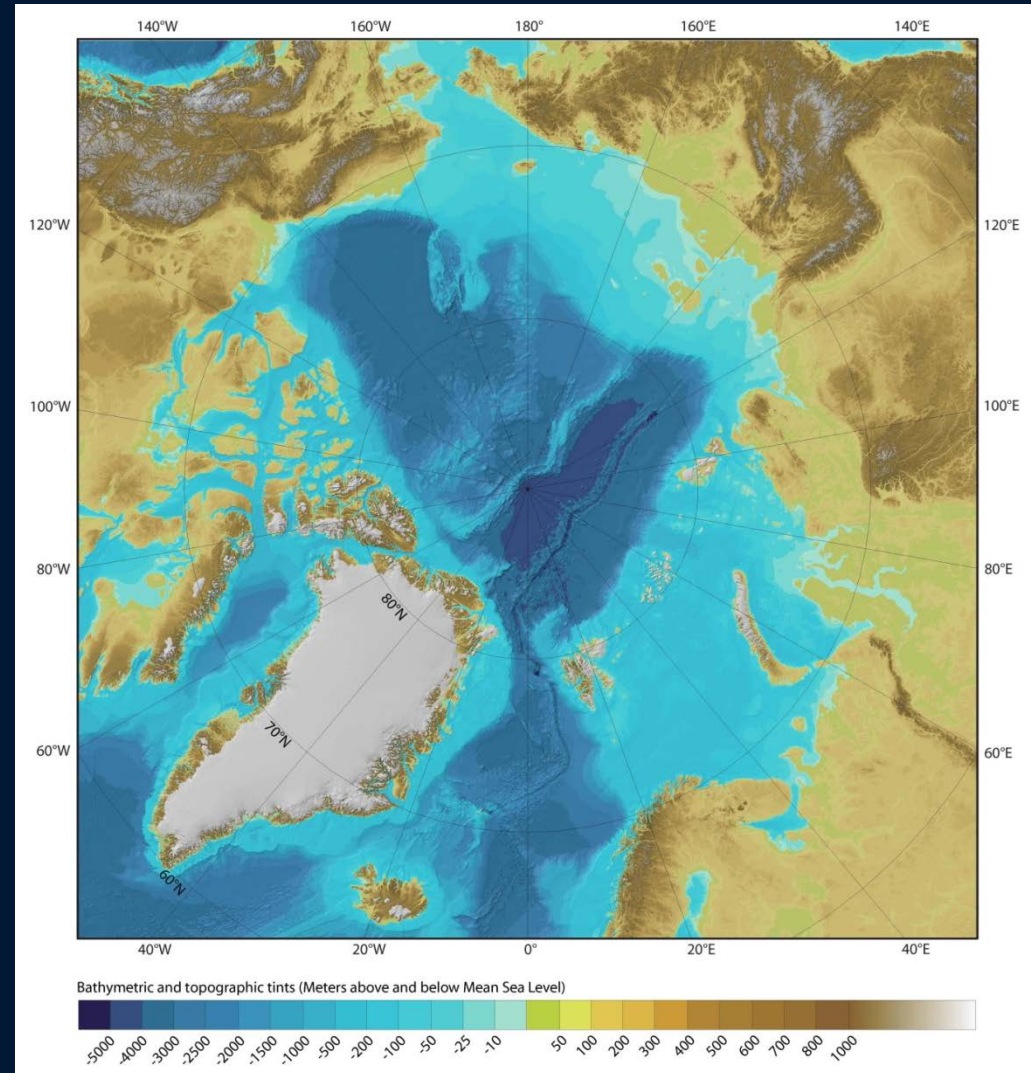 140°W 160°W 180° 160°E 140°E
120°W 120°E
100°W 100°E
80°W 80°E
80°N
70°N
60°W 60°E
60°N
40°W 20°W 0° 20°E 40°E
Bathymetric and topographic tints (Meters above and below Mean Sea Level)
-5000 -4000 -3000 -2500 -2000 -1500 -1000 -500 -200 -100 -50 -25 -10 50 100 200 300 400 500 600 700 800 1000